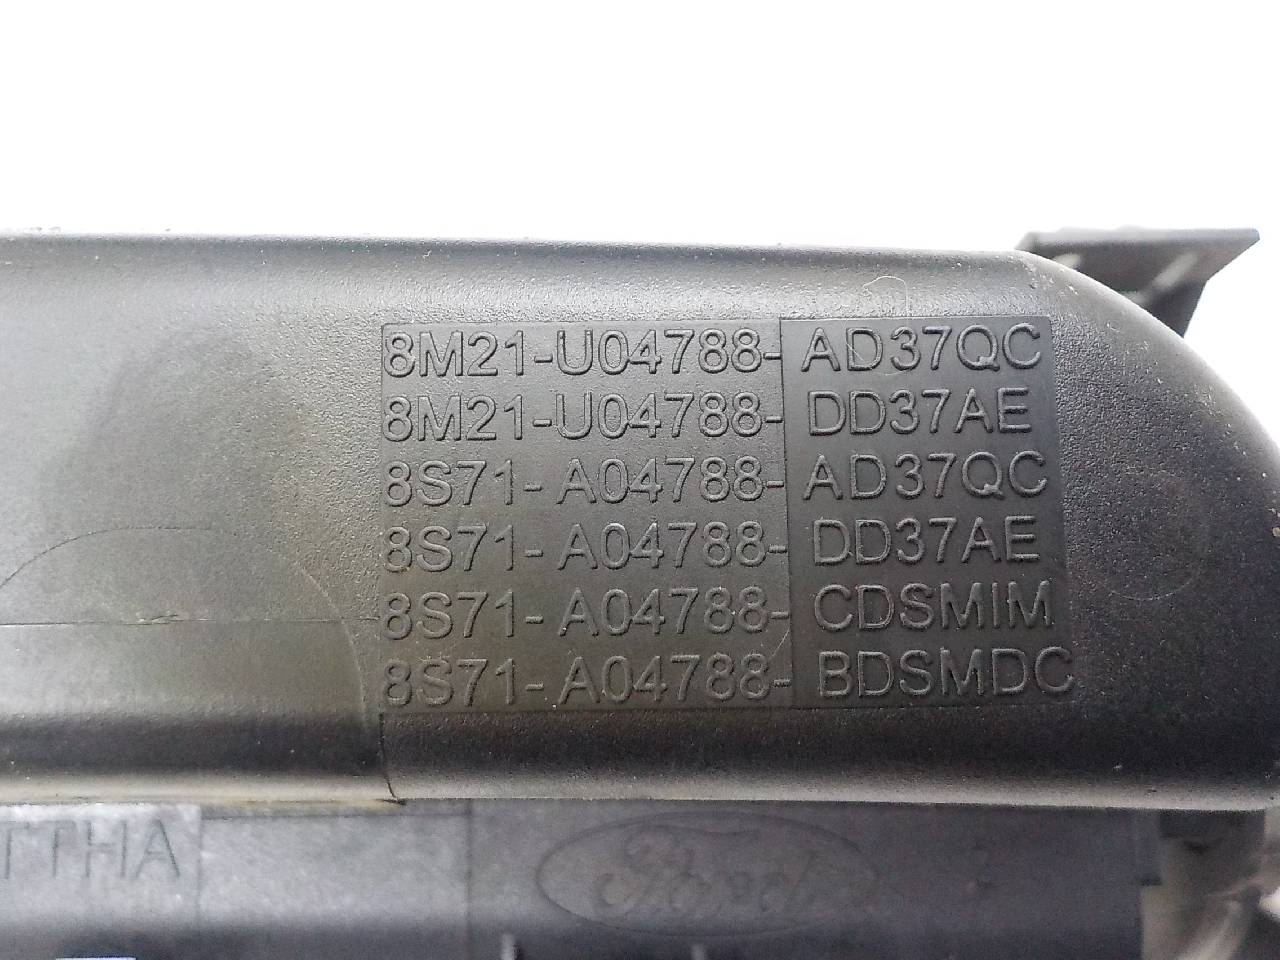 8M21-U04788-AD37QC
8M21-U04788-DD37AE
8S71-A04788-AD37QC
8S71-A04788-DD37AE
8S71-A04788-CDSMIM
8S71-A04788-BDSMDC
TTHA
Ford